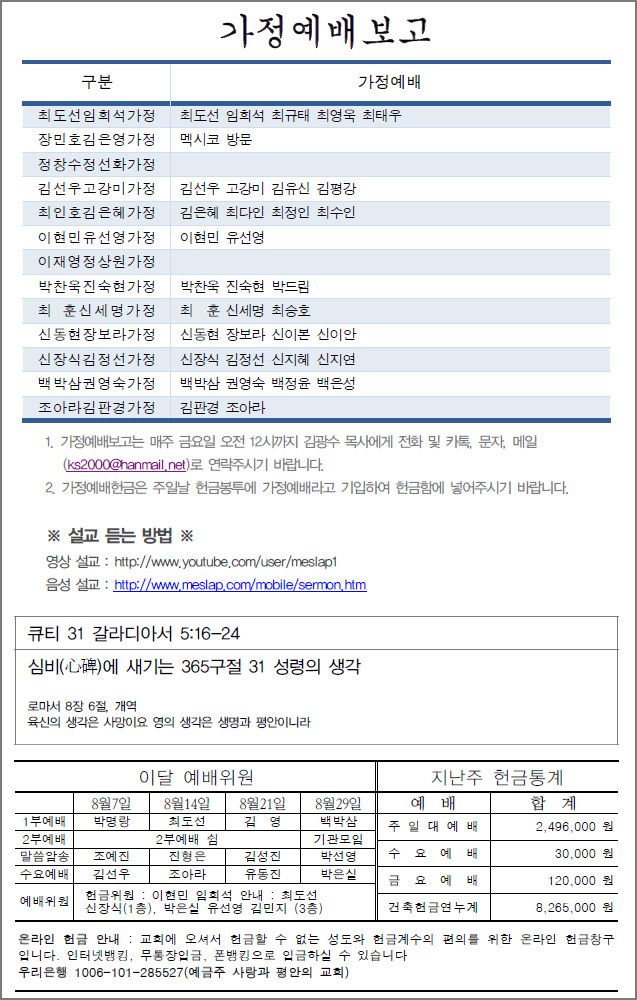 가정예배보고
구분 가정예배
최도선임희석가정 최도선 임희석 최규태 최영욱 최태우
장민호김은영가정 멕시코 방문
정창수정선화가정
김선우고강미가정 김선우 고강미 김유신 김평강
최인호김은혜가정 김은혜 최다인 최정인 최수인
이현민유선영가정 이현민 유선영
이재영정상원가정
박찬욱진숙현가정 박찬욱 진숙현 박드림
최 훈신세명가정 최 훈 신세명 최승호
신동현장보라가정 신동현 장보라 신이본 신이안
신장식김정선가정 신장식 김정선 신지혜 신지연
백박삼권영숙가정 백박삼 권영숙 백정윤 백은성
조아라김판경가정 김판경 조아라
1. 가정예배보고는 매주 금요일 오전 12시까지 김광수 목사에게 전화 및 카톡, 문자, 메일
(ks2000@hanmail.net)로 연락주시기 바랍니다.
2. 가정예배헌금은 주일날 헌금봉투에 가정예배라고 기입하여 헌금함에 넣어주시기 바랍니다.
※ 설교 듣는 방법 ※
영상 설교 : http://www.youtube.com/user/meslap1
음성 설교 : http://www.meslap.com/mobile/sermon.htm
큐티 31 갈라디아서 5:16-24
심비(心碑)에 새기는 365구절 31 성령의 생각
로마서 8장 6절, 개역
육신의 생각은 사망이요 영의 생각은 생명과 평안이니라
이달 예배위원
8월7일 8월14일 8월21일 8월29일
1부예배 박명랑 최도선 김 영 백박삼
2부예배 2부예배 쉼 기관모임
말씀암송 조예진 진형은 김성진 박선영
수요예배 김선우 조아라 유동진 박은실
예배위원 헌금위원 : 이현민 임희석 안내 : 최도선
신장식(1층), 박은실 유선영 김민지 (3층)
지난주 헌금통계
예 배 합 계
주 일 대 예 배 2,496,000 원
수 요 예 배 30,000 원
금 요 예 배 120,000 원
건축헌금연누계 8,265,000 원
온라인 헌금 안내 : 교회에 오셔서 헌금할 수 없는 성도와 헌금계수의 편의를 위한 온라인 헌금창구
입니다. 인터넷뱅킹, 무통장입금, 폰뱅킹으로 입금하실 수 있습니다
우리은행 1006-101-285527(예금주 사랑과 평안의 교회)